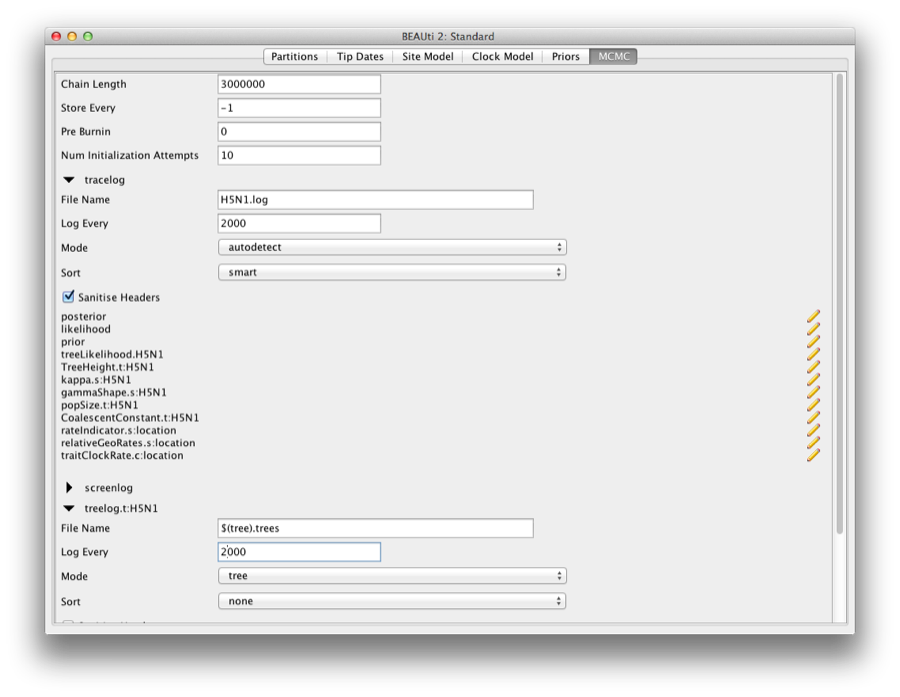 BEAUti 2: Standard
Partitions Tip Dates Site Model Clock Model Priors MCMC
Chain Length 3000000
Store Every -1
Pre Burnin 0
Num Initialization Attempts 10
tracelog
File Name H5N1.log
Log Every 2000
Mode autodetect
Sort smart
Sanitise Headers
posterior
likelihood
prior
treeLikelihood.H5N1
TreeHeight.t:H5N1
kappa.s:H5N1
gammaShape.s:H5N1
popSize.t:H5N1
CoalescentConstant.t:H5N1
rateIndicator.s:location
relativeGeoRates.s:location
traitClockRate.c:location
screenlog
treelog.t:H5N1
File Name $(tree).trees
Log Every 2000
Mode tree
Sort none